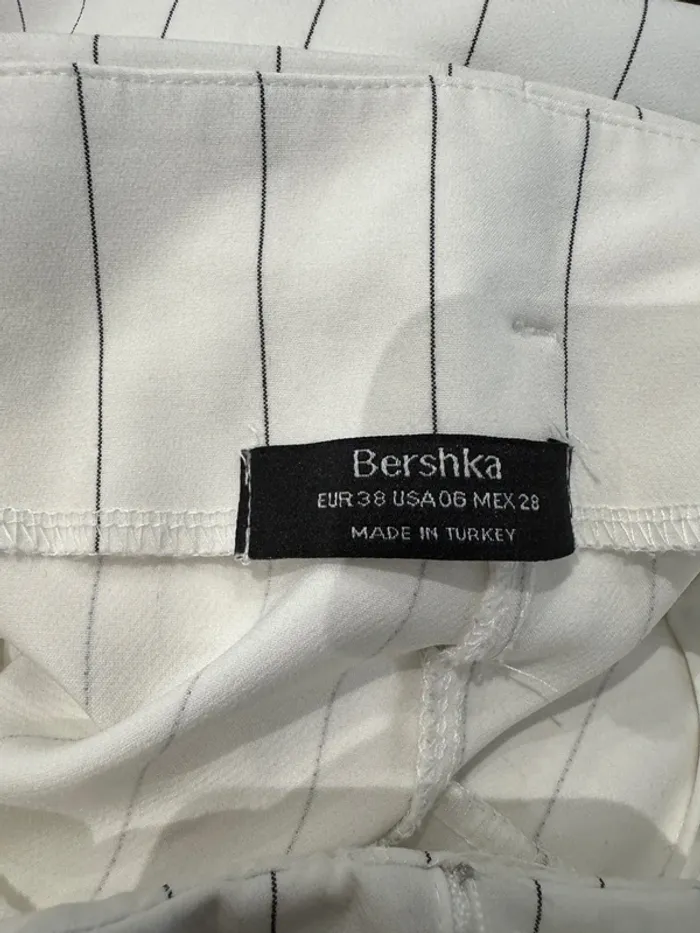 Bershka
EUR 38 USA 06 MEX 28
MADE IN TURKEY